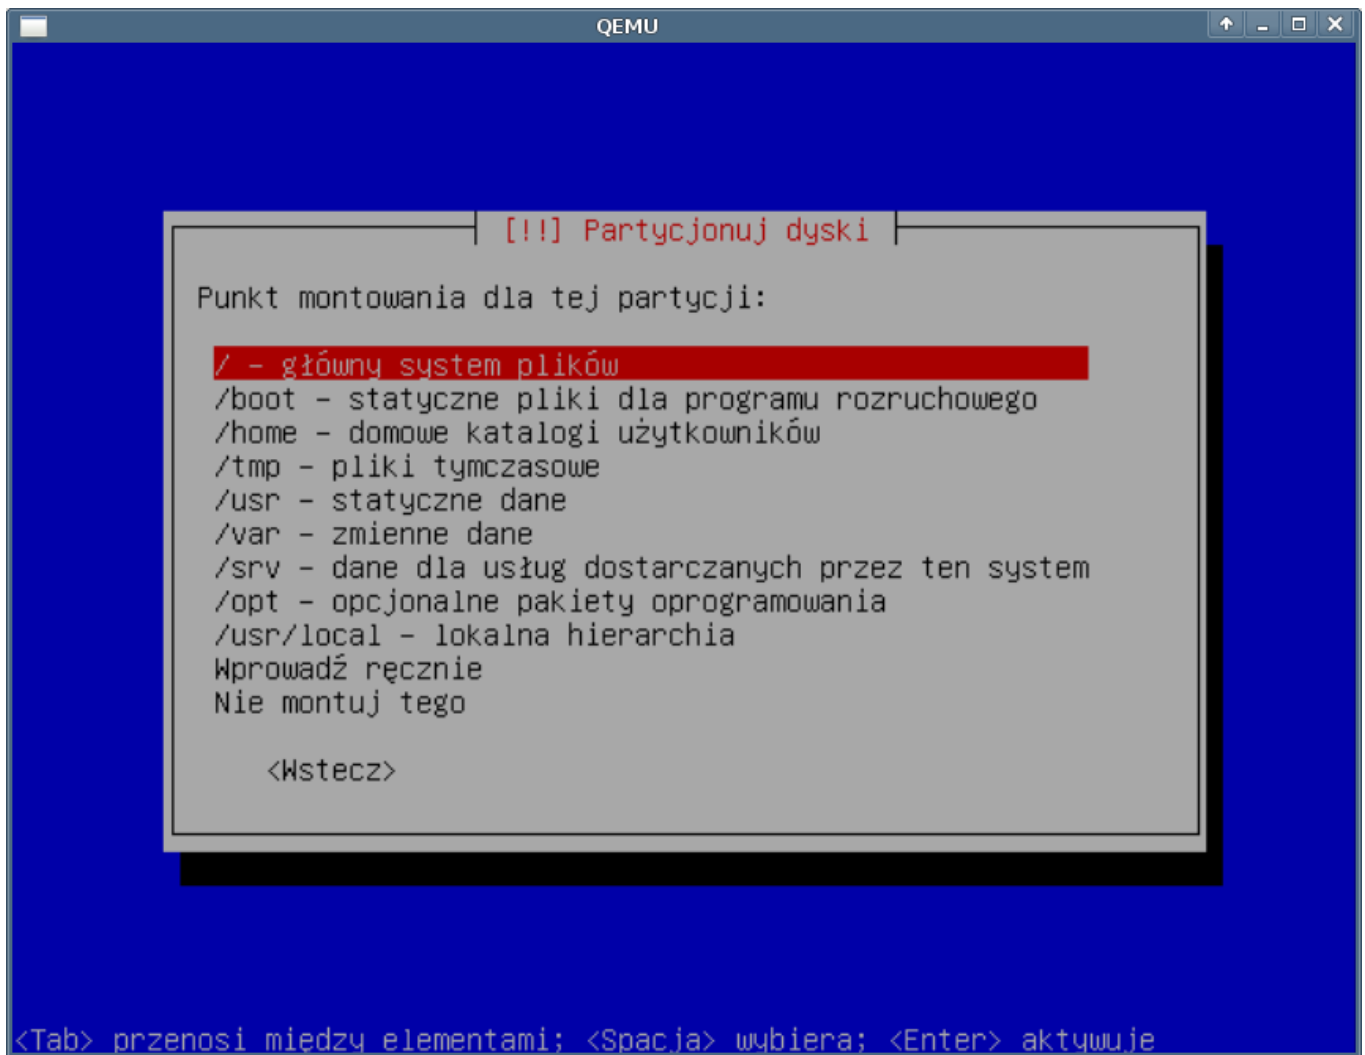 QEMU
[!!] Partycjonuj dyski
Punkt montowania dla tej partycji:
/ – główny system plików
/boot – statyczne pliki dla programu rozruchowego
/home – domowe katalogi użytkowników
/tmp – pliki tymczasowe
/usr – statyczne dane
/var – zmienne dane
/srv – dane dla usług dostarczanych przez ten system
/opt – opcjonalne pakiety oprogramowania
/usr/local – lokalna hierarchia
Wprowadź ręcznie
Nie montuj tego
<Wstecz>
<Tab> przenosi między elementami; <Spacja> wybiera; <Enter> aktywuje